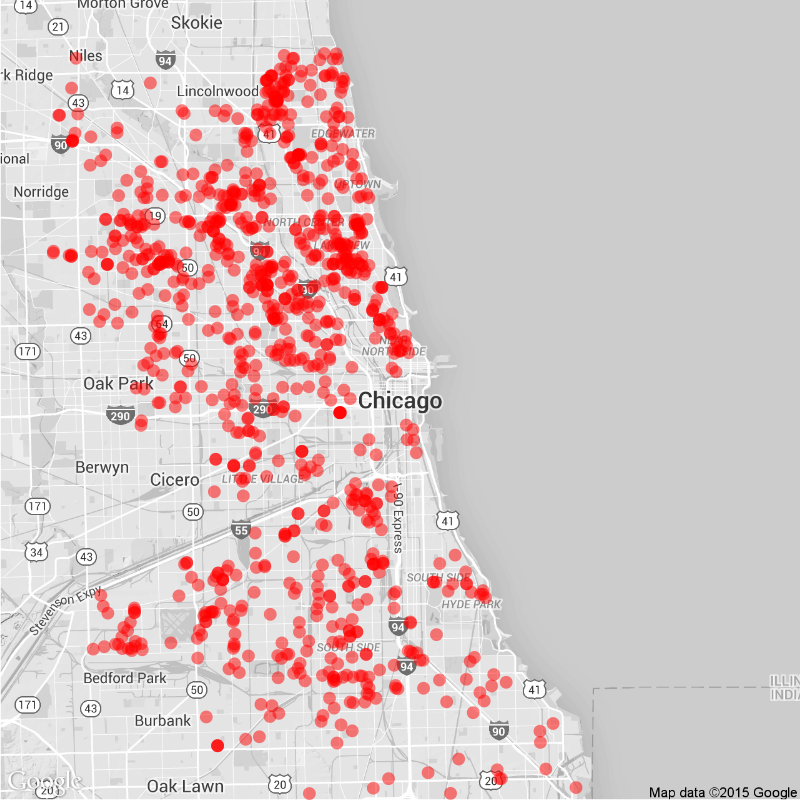 14
Morton Grove
21
Skokie
Niles
94
rk Ridge
14
Lincolnwood
43
41
EDGEWATER
90
ional
Norridge
UPTOWN
19
NORTH CENTER
LAKEVIEW
90
50
41
90
64
43
171
NORTH SIDE
50
Oak Park
290
290
Chicago
Berwyn
Cicero
LITTLE VILLAGE
171
50
I-90 Express
55
41
34
43
SOUTH SIDE
Stevenson Expy
HYDE PARK
94
SOUTH SIDE
94
Bedford Park
50
41
ILLIN
INDIA
171
43
Burbank
90
Google
Oak Lawn
20
20
20
Map data ©2015 Google